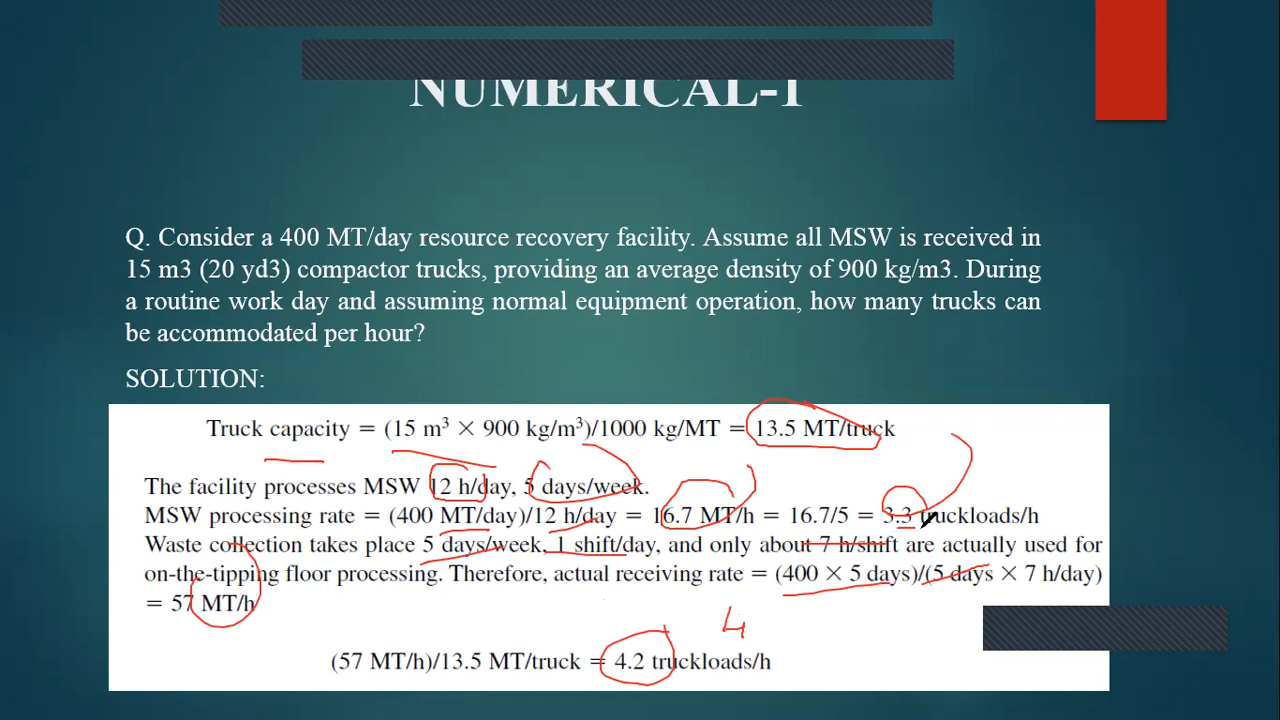 NUMERICAL-1
Q. Consider a 400 MT/day resource recovery facility. Assume all MSW is received in
15 m3 (20 yd3) compactor trucks, providing an average density of 900 kg/m3. During
a routine work day and assuming normal equipment operation, how many trucks can
be accommodated per hour?
SOLUTION:
Truck capacity = (15 m³ × 900 kg/m³)/1000 kg/MT = 13.5 MT/truck
The facility processes MSW 12 h/day, 5 days/week.
MSW processing rate = (400 MT/day)/12 h/day = 16.7 MT/h = 16.7/5 = 3.3 truckloads/h
Waste collection takes place 5 days/week, 1 shift/day, and only about 7 h/shift are actually used for
on-the-tipping floor processing. Therefore, actual receiving rate = (400 × 5 days)/(5 days × 7 h/day)
= 57 MT/h
4
(57 MT/h)/13.5 MT/truck = 4.2 truckloads/h